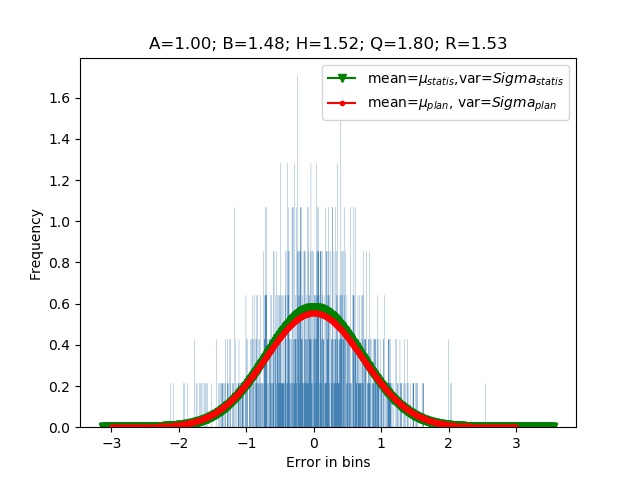 A=1.00; B=1.48; H=1.52; Q=1.80; R=1.53
mean=μstatis,var=Sigmastatis
mean=μplan, var=Sigmaplan
Frequency
1.6
1.4
1.2
1.0
0.8
0.6
0.4
0.2
0.0
−3 −2 −1 0 1 2 3
Error in bins